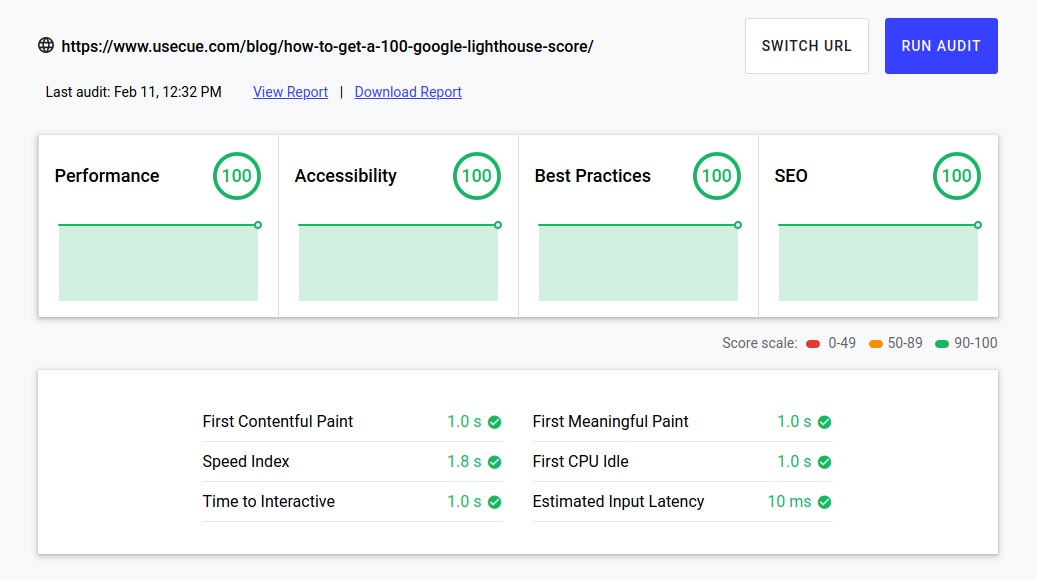 https://www.usecue.com/blog/how-to-get-a-100-google-lighthouse-score/
SWITCH URL
RUN AUDIT
Last audit: Feb 11, 12:32 PM View Report | Download Report
Performance 100
Accessibility 100
Best Practices 100
SEO 100
Score scale: 0-49 50-89 90-100
First Contentful Paint 1.0 s
First Meaningful Paint 1.0 s
Speed Index 1.8 s
First CPU Idle 1.0 s
Time to Interactive 1.0 s
Estimated Input Latency 10 ms